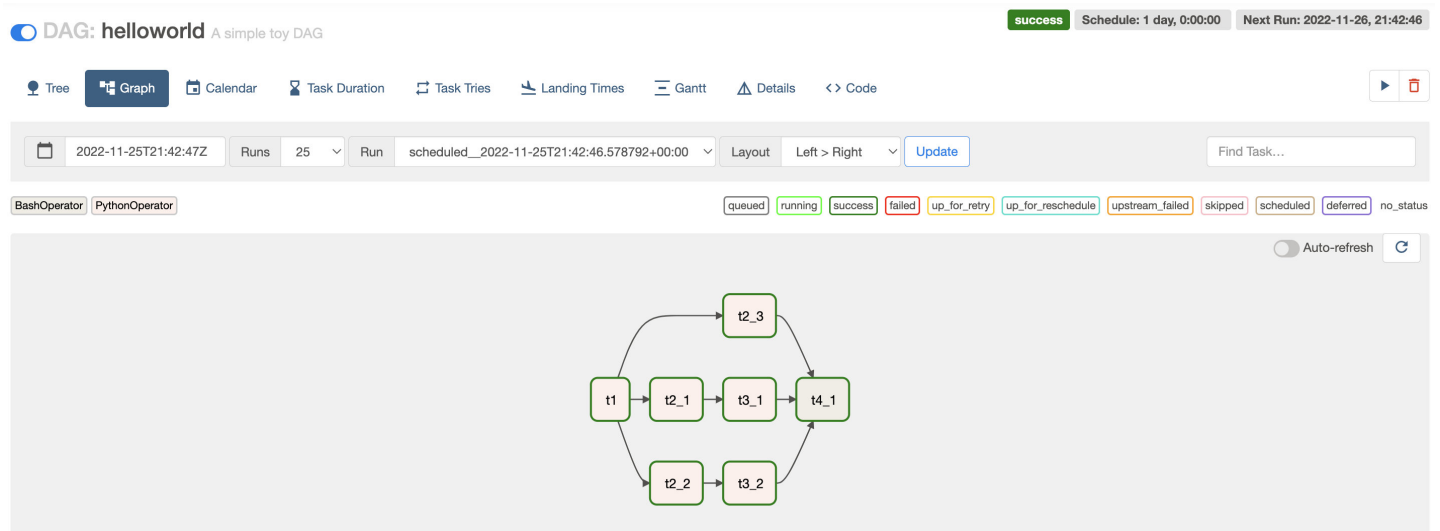 DAG: helloworld A simple toy DAG
success Schedule: 1 day, 0:00:00 Next Run: 2022-11-26, 21:42:46
Tree Graph Calendar Task Duration Task Tries Landing Times Gantt Details <> Code
2022-11-25T21:42:47Z Runs 25 Run scheduled__2022-11-25T21:42:46.578792+00:00 Layout Left > Right Update Find Task...
BashOperator PythonOperator queued running success failed up_for_retry up_for_reschedule upstream_failed skipped scheduled deferred no_status
Auto-refresh
t2_3
t1 t2_1 t3_1 t4_1
t2_2 t3_2